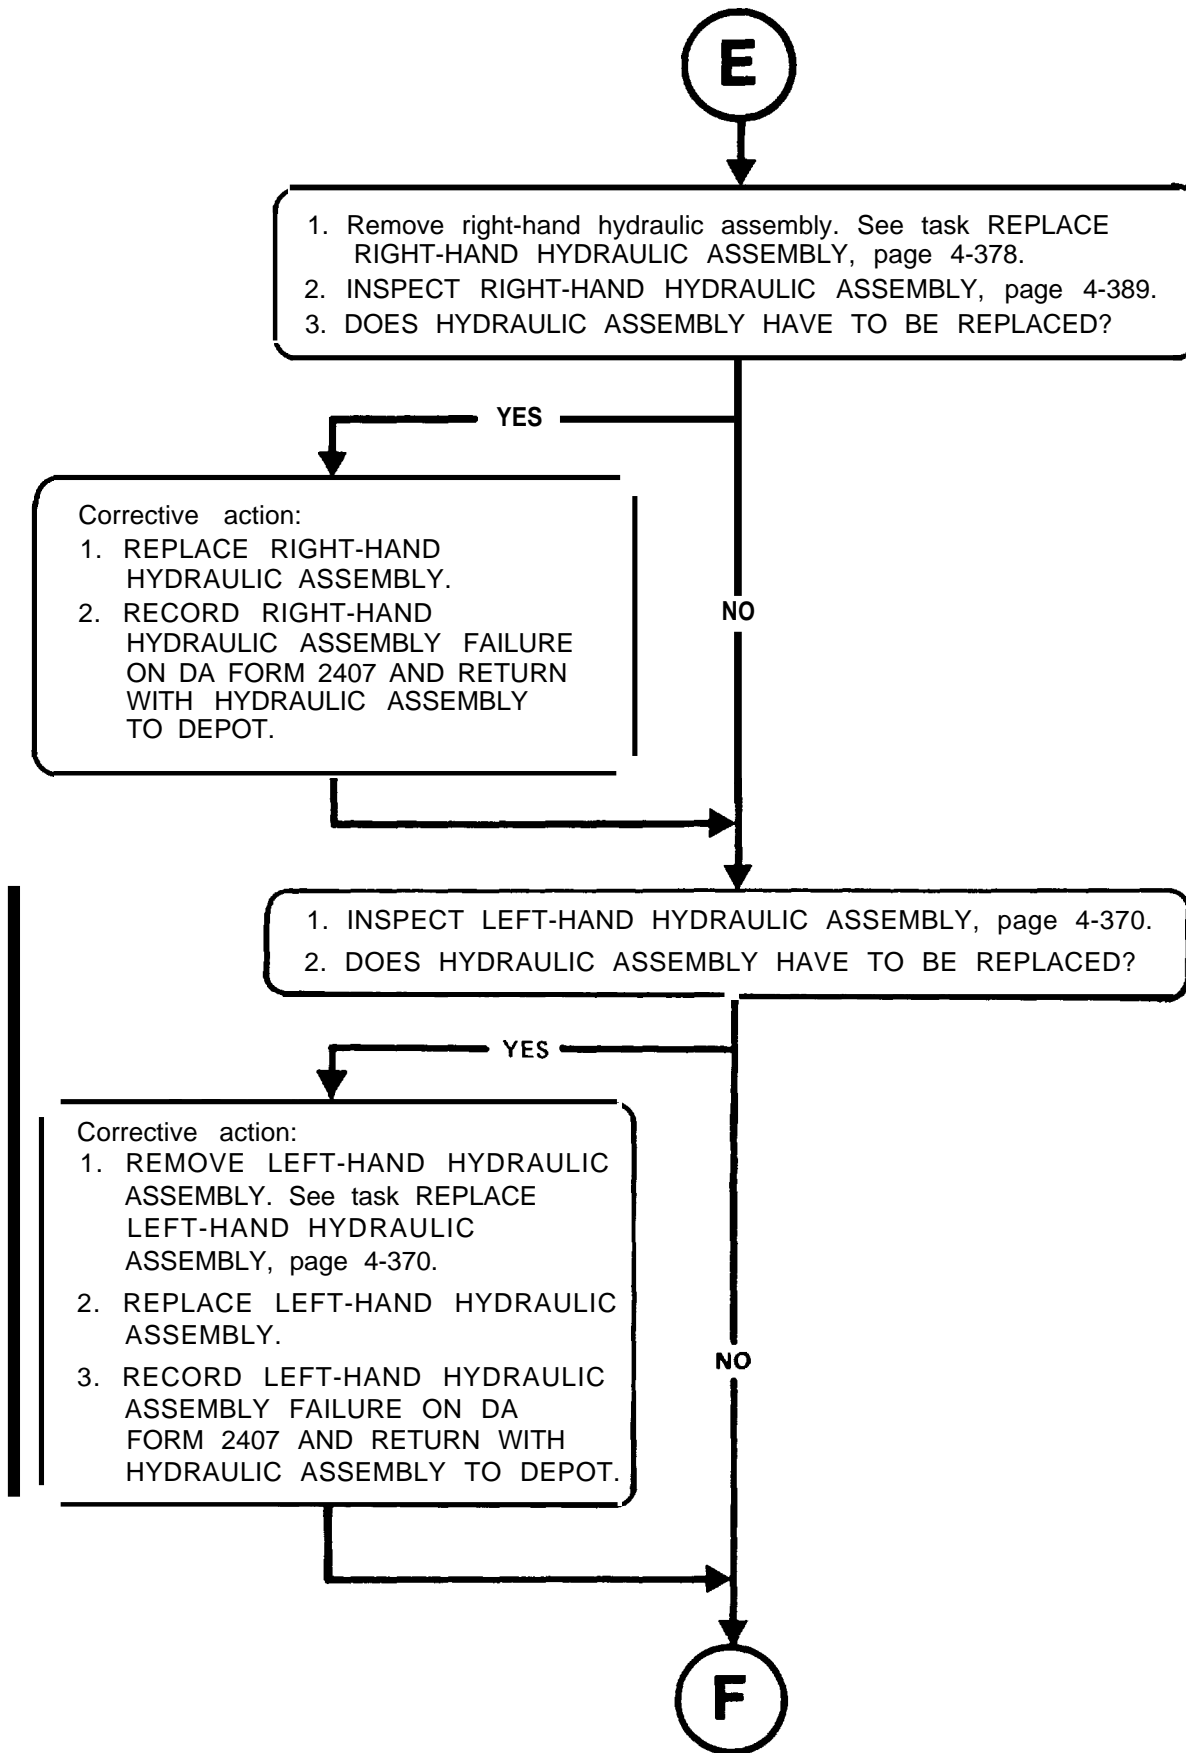 E
1. Remove right-hand hydraulic assembly. See task REPLACE
RIGHT-HAND HYDRAULIC ASSEMBLY, page 4-378.
2. INSPECT RIGHT-HAND HYDRAULIC ASSEMBLY, page 4-389.
3. DOES HYDRAULIC ASSEMBLY HAVE TO BE REPLACED?
YES
Corrective action:
1. REPLACE RIGHT-HAND
HYDRAULIC ASSEMBLY.
2. RECORD RIGHT-HAND
HYDRAULIC ASSEMBLY FAILURE
ON DA FORM 2407 AND RETURN
WITH HYDRAULIC ASSEMBLY
TO DEPOT.
NO
1. INSPECT LEFT-HAND HYDRAULIC ASSEMBLY, page 4-370.
2. DOES HYDRAULIC ASSEMBLY HAVE TO BE REPLACED?
YES
Corrective action:
1. REMOVE LEFT-HAND HYDRAULIC
ASSEMBLY. See task REPLACE
LEFT-HAND HYDRAULIC
ASSEMBLY, page 4-370.
2. REPLACE LEFT-HAND HYDRAULIC
ASSEMBLY.
3. RECORD LEFT-HAND HYDRAULIC
ASSEMBLY FAILURE ON DA
FORM 2407 AND RETURN WITH
HYDRAULIC ASSEMBLY TO DEPOT.
NO
F